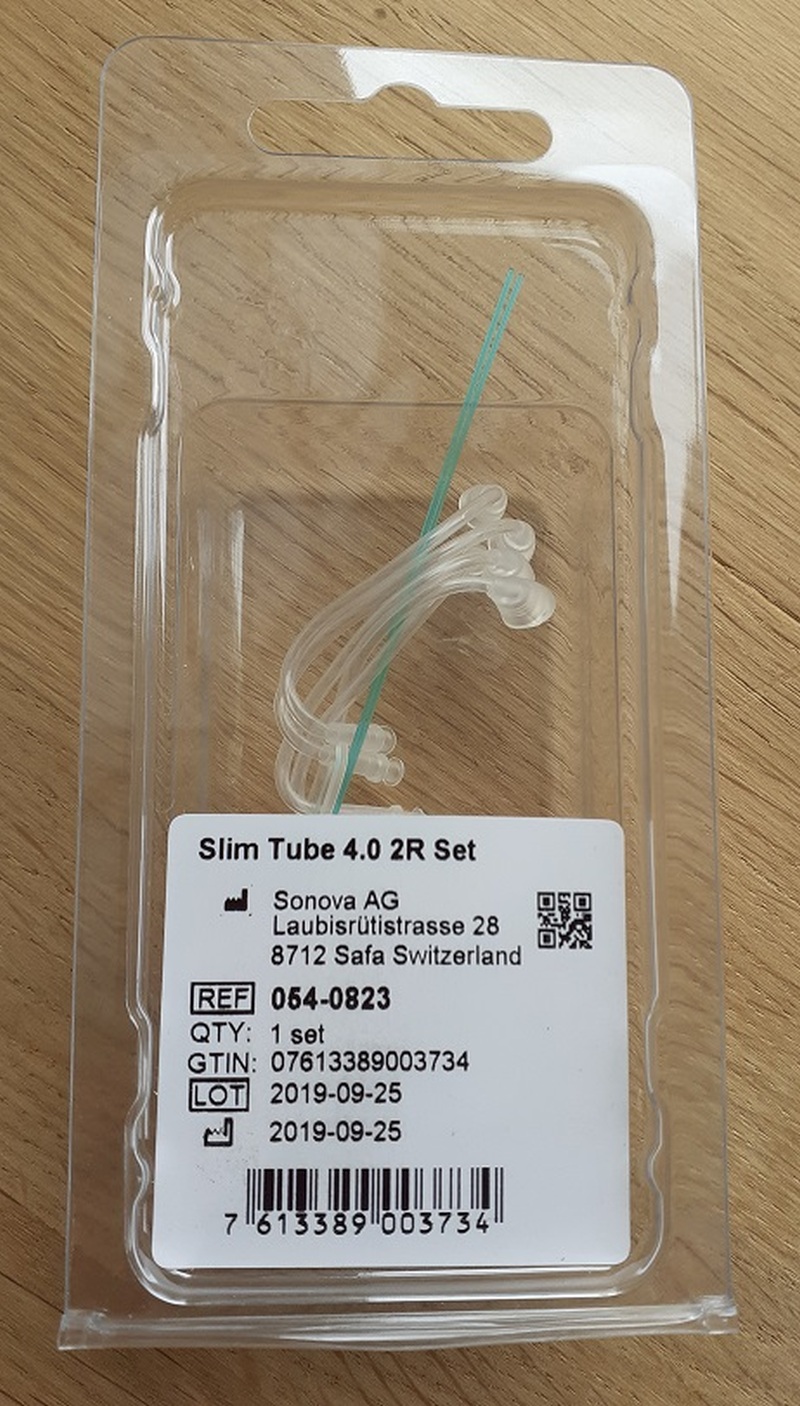 Slim Tube 4.0 2R Set
Sonova AG
Laubisrütistrasse 28
8712 Safa Switzerland
REF 054-0823
QTY: 1 set
GTIN: 07613389003734
LOT 2019-09-25
2019-09-25
7 613389 003734